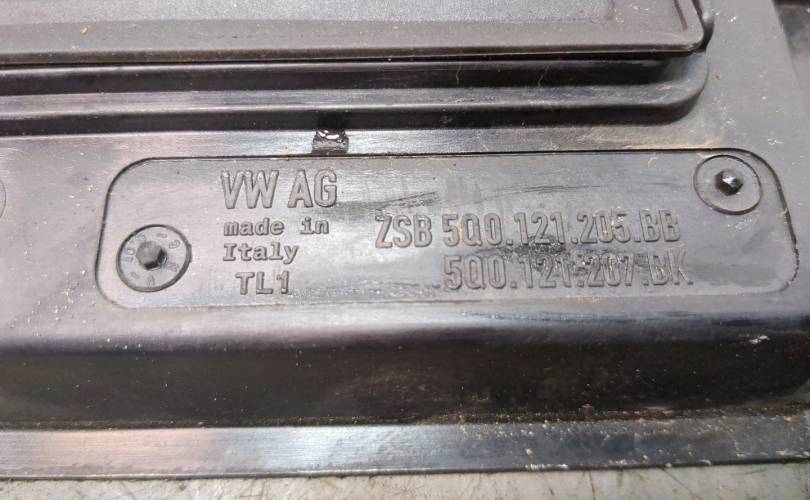 VW AG
made in
Italy
TL1
ZSB 5Q0.121.205.BB
5Q0.121.207.BK